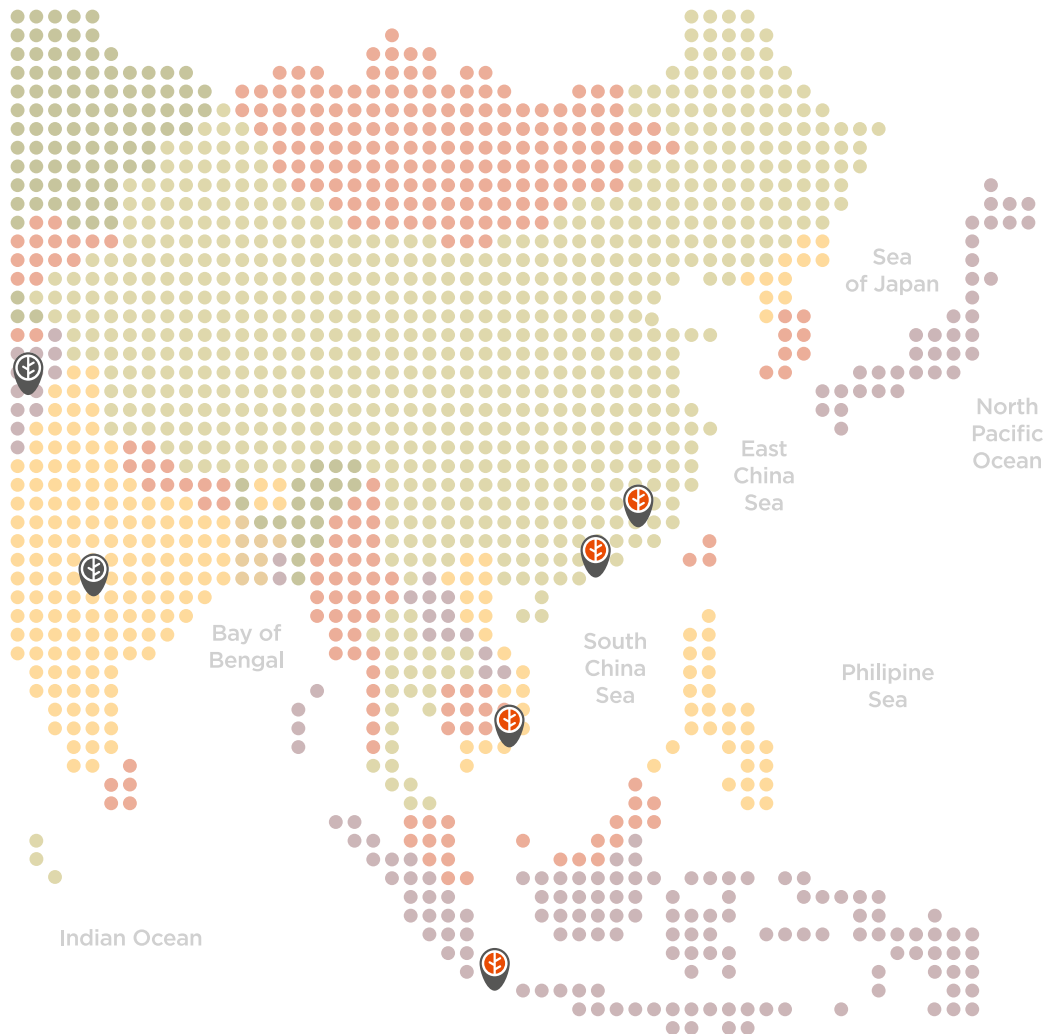 Sea
of Japan
North
Pacific
Ocean
East
China
Sea
Bay of
Bengal
South
China
Sea
Philipine
Sea
Indian Ocean